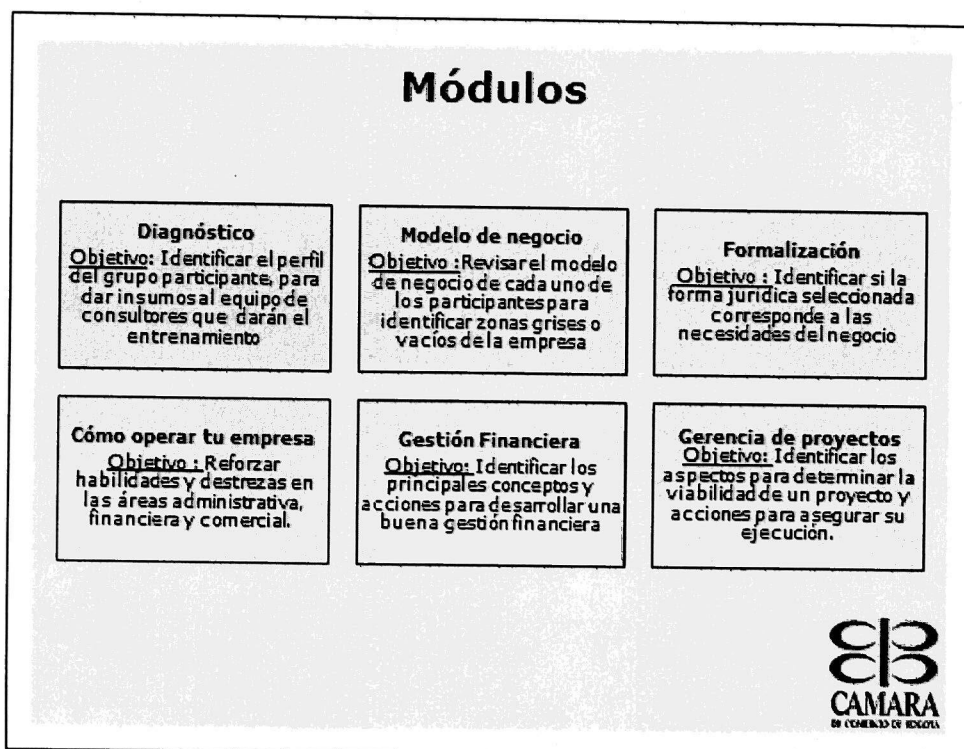 Módulos
Diagnóstico
Objetivo: Identificar el perfil
del grupo participante, para
dar insumos al equipo de
consultores que darán el
entrenamiento
Modelo de negocio
Objetivo :Revisar el modelo
de negocio de cada uno de
los participantes para
identificar zonas grises o
vacíos de la empresa
Formalización
Objetivo : Identificar si la
forma jurídica seleccionada
corresponde a las
necesidades del negocio
Cómo operar tu empresa
Objetivo : Reforzar
habilidades y destrezas en
las áreas administrativa,
financiera y comercial.
Gestión Financiera
Objetivo: Identificar los
principales conceptos y
acciones para desarrollar una
buena gestión financiera
Gerencia de proyectos
Objetivo: Identificar los
aspectos para determinar la
viabilidad de un proyecto y
acciones para asegurar su
ejecución.
CAMARA
DE COMERCIO DE BOGOTA